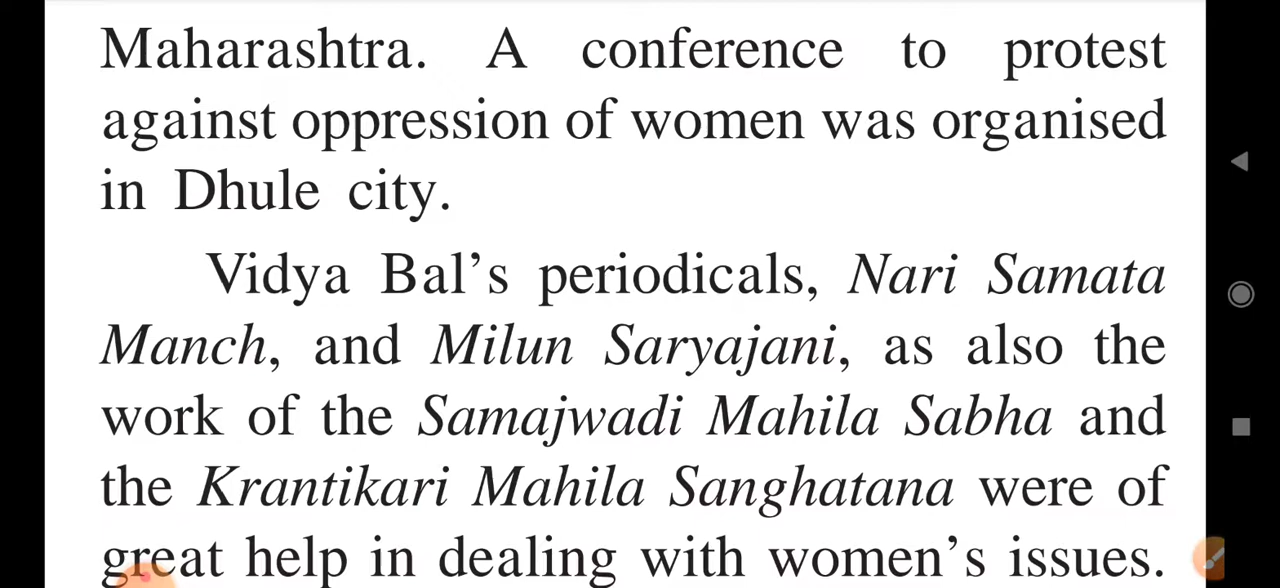 Maharashtra. A conference to protest
against oppression of women was organised
in Dhule city.
Vidya Bal’s periodicals, Nari Samata
Manch, and Milun Saryajani, as also the
work of the Samajwadi Mahila Sabha and
the Krantikari Mahila Sanghatana were of
great help in dealing with women’s issues.